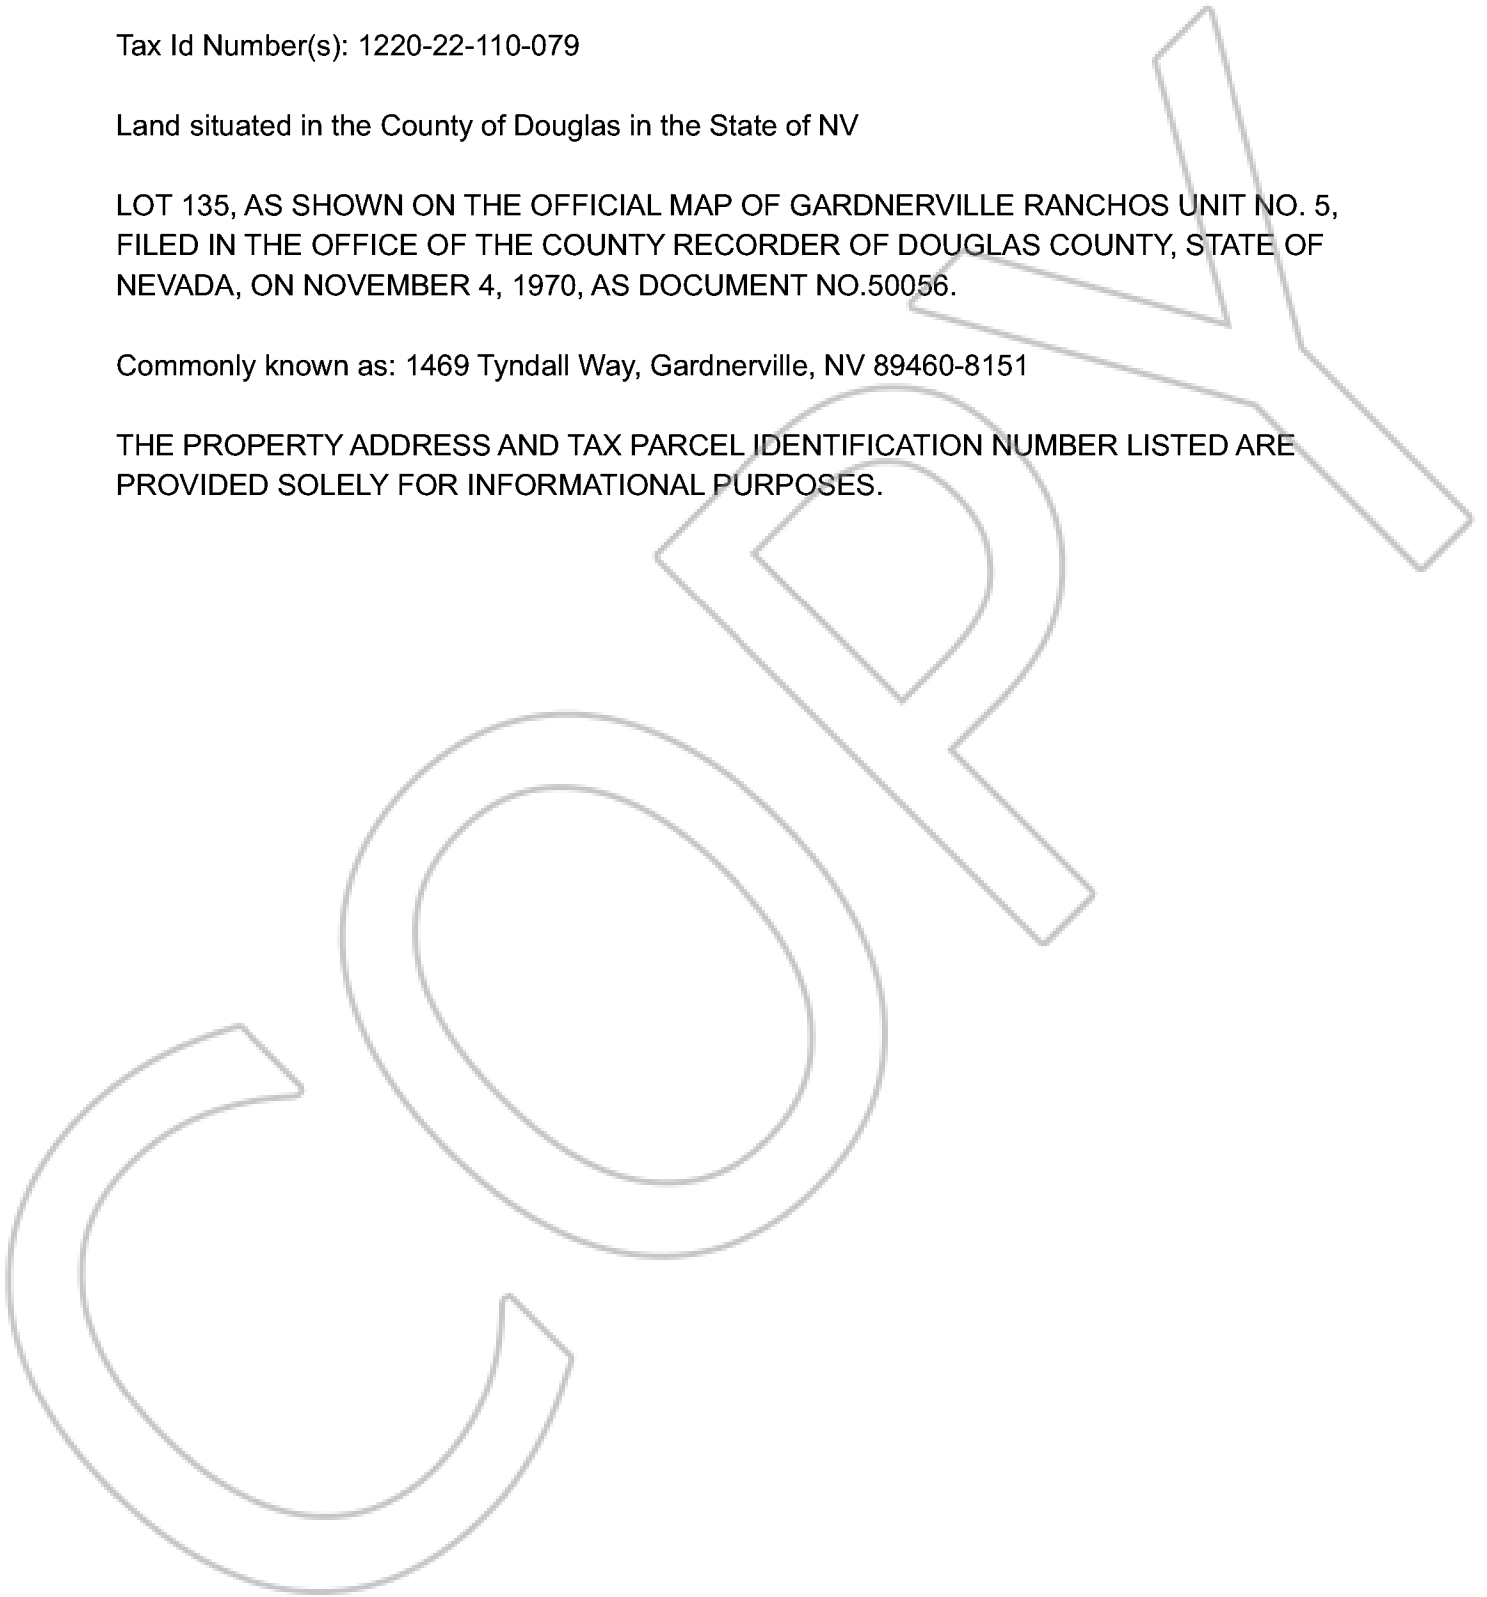 Tax Id Number(s): 1220-22-110-079
Land situated in the County of Douglas in the State of NV
LOT 135, AS SHOWN ON THE OFFICIAL MAP OF GARDNERVILLE RANCHOS UNIT NO. 5,
FILED IN THE OFFICE OF THE COUNTY RECORDER OF DOUGLAS COUNTY, STATE OF
NEVADA, ON NOVEMBER 4, 1970, AS DOCUMENT NO.50056.
Commonly known as: 1469 Tyndall Way, Gardnerville, NV 89460-8151
THE PROPERTY ADDRESS AND TAX PARCEL IDENTIFICATION NUMBER LISTED ARE
PROVIDED SOLELY FOR INFORMATIONAL PURPOSES.
COPY